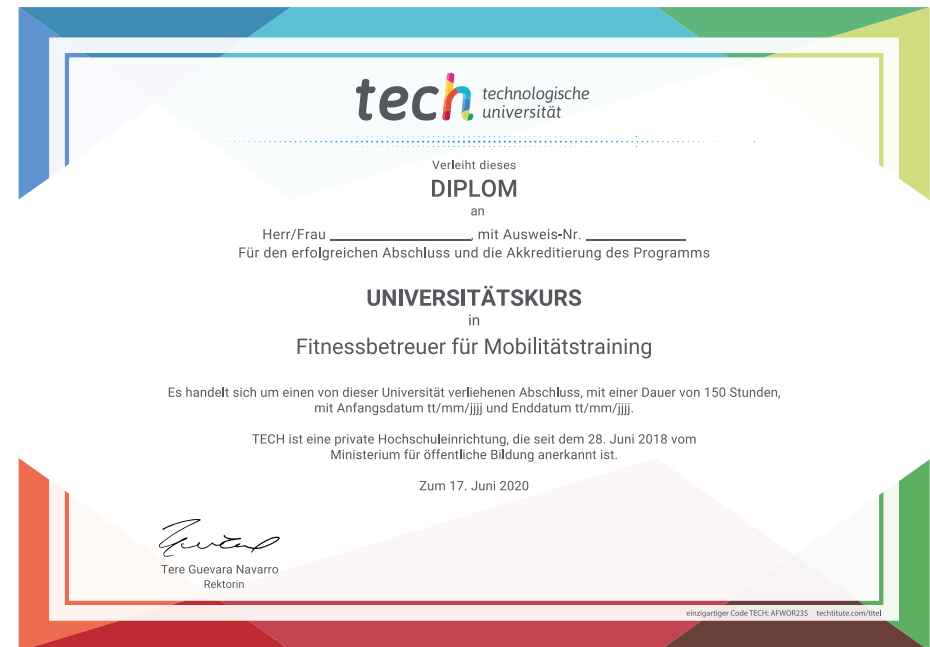 tech technologische
universität
Verleiht dieses
DIPLOM
an
Herr/Frau ____________________, mit Ausweis-Nr. ______________
Für den erfolgreichen Abschluss und die Akkreditierung des Programms
UNIVERSITÄTSKURS
in
Fitnessbetreuer für Mobilitätstraining
Es handelt sich um einen von dieser Universität verliehenen Abschluss, mit einer Dauer von 150 Stunden,
mit Anfangsdatum tt/mm/jjjj und Enddatum tt/mm/jjjj.
TECH ist eine private Hochschuleinrichtung, die seit dem 28. Juni 2018 vom
Ministerium für öffentliche Bildung anerkannt ist.
Zum 17. Juni 2020
Tere Guevara Navarro
Rektorin
einzigartiger Code TECH: AFWOR23S techtitute.com/titel